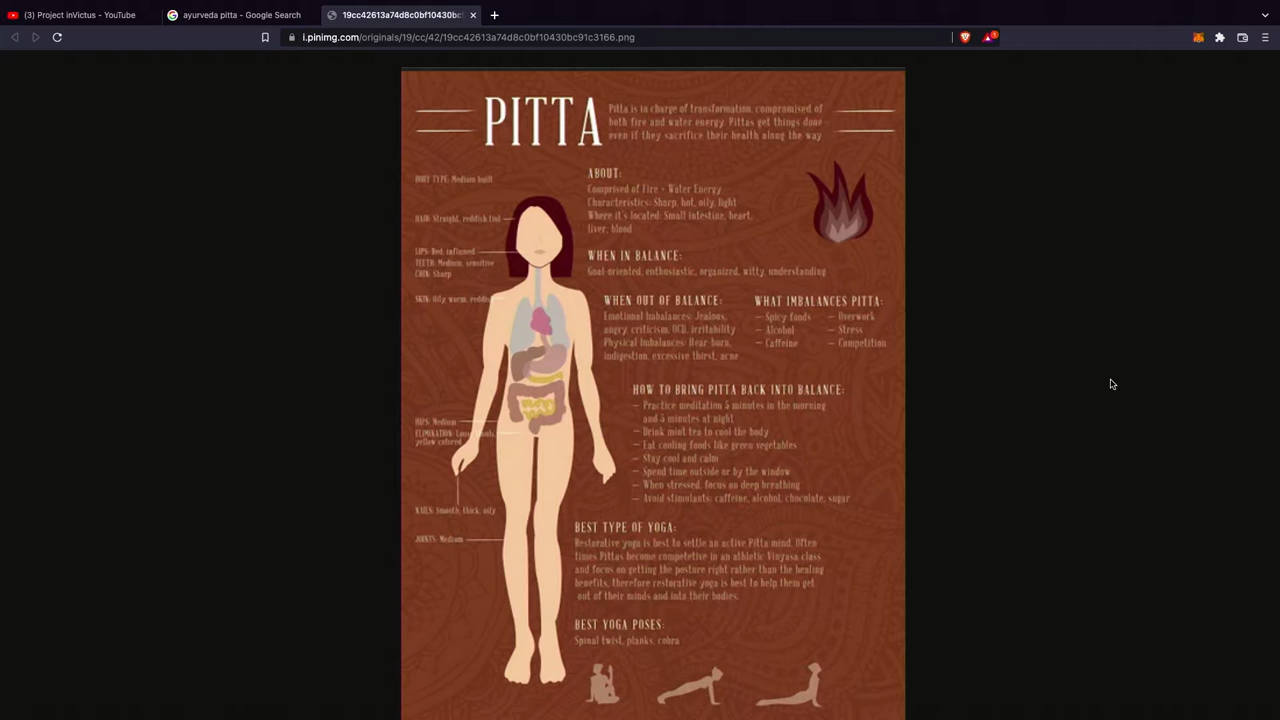 (3) Project inVictus - YouTube
ayurveda pitta - Google Search
19cc42613a74d8c0bf10430bc
i.pinimg.com/originals/19/cc/42/19cc42613a74d8c0bf10430bc91c3166.png
1
PITTA
Pitta is in charge of transformation, compromised of
both fire and water energy. Pittas get things done
even if they sacrifice their health along the way
BODY TYPE: Medium built
HAIR: Straight, reddish tint
LIPS: Red, inflamed
TEETH: Medium, sensitive
CHIN: Sharp
SKIN: Oily warm, reddish
HIPS: Medium
ELIMINATION: Loose stools,
yellow colored
NAILS: Smooth, thick, oily
JOINTS: Medium
ABOUT:
Comprised of Fire + Water Energy
Characteristics: Sharp, hot, oily, light
Where it's located: Small intestine, heart,
liver, blood
WHEN IN BALANCE:
Goal-oriented, enthusiastic, organized, witty, understanding
WHEN OUT OF BALANCE:
Emotional Imbalances: Jealous,
angry, criticism, OCD, irritability
Physical Imbalances: Hear-burn,
indigestion, excessive thirst, acne
WHAT IMBALANCES PITTA:
– Spicy foods
– Alcohol
– Caffeine
– Overwork
– Stress
– Competition
HOW TO BRING PITTA BACK INTO BALANCE:
– Practice meditation 5 minutes in the morning
and 5 minutes at night
– Drink mint tea to cool the body
– Eat cooling foods like green vegetables
– Stay cool and calm
– Spend time outside or by the window
– When stressed, focus on deep breathing
– Avoid stimulants: caffeine, alcohol, chocolate, sugar
BEST TYPE OF YOGA:
Restorative yoga is best to settle an active Pitta mind. Often
times Pittas become competetive in an athletic Vinyasa class
and focus on getting the posture right rather than the healing
benefits, therefore restorative yoga is best to help them get
out of their minds and into their bodies.
BEST YOGA POSES:
Spinal twist, planks, cobra